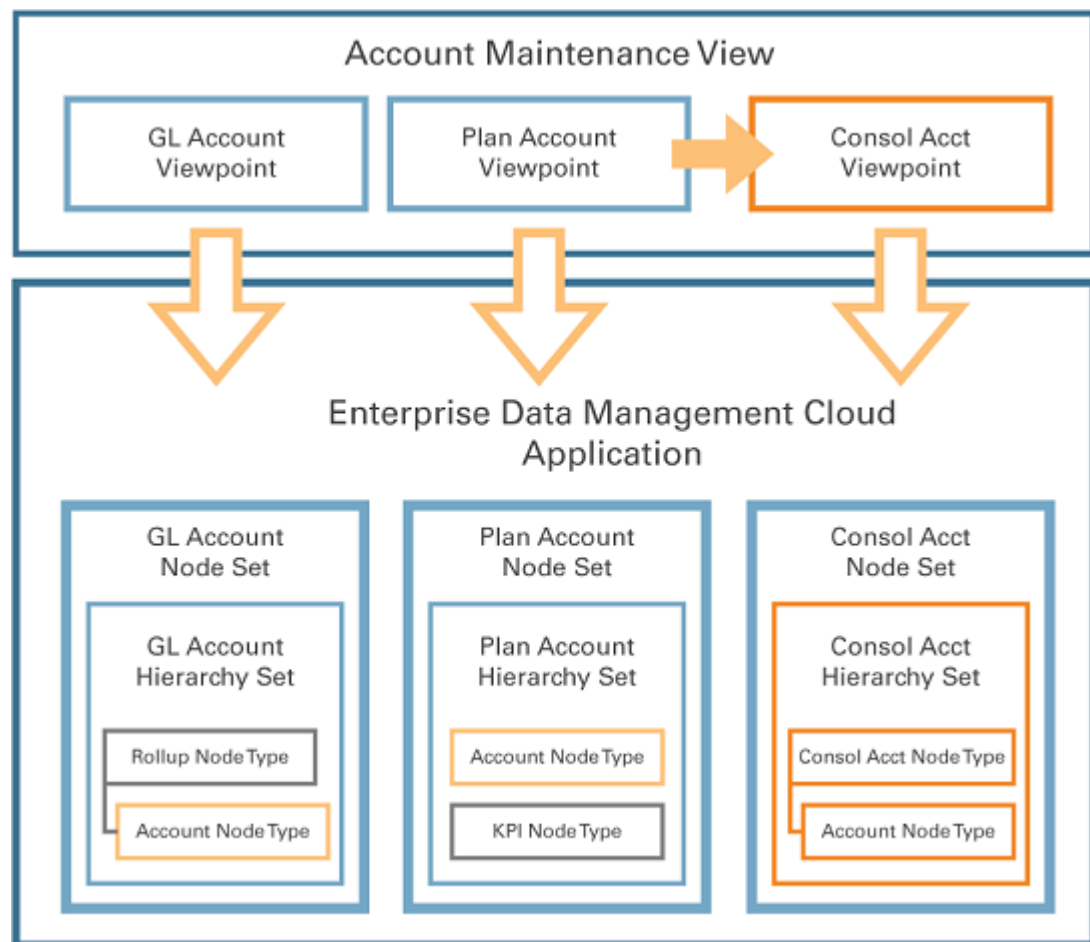 Account Maintenance View
GL Account
Viewpoint
Plan Account
Viewpoint
Consol Acct
Viewpoint
Enterprise Data Management Cloud
Application
GL Account
Node Set
GL Account
Hierarchy Set
Rollup Node Type
Account Node Type
Plan Account
Node Set
Plan Account
Hierarchy Set
Account Node Type
KPI Node Type
Consol Acct
Node Set
Consol Acct
Hierarchy Set
Consol Acct Node Type
Account Node Type